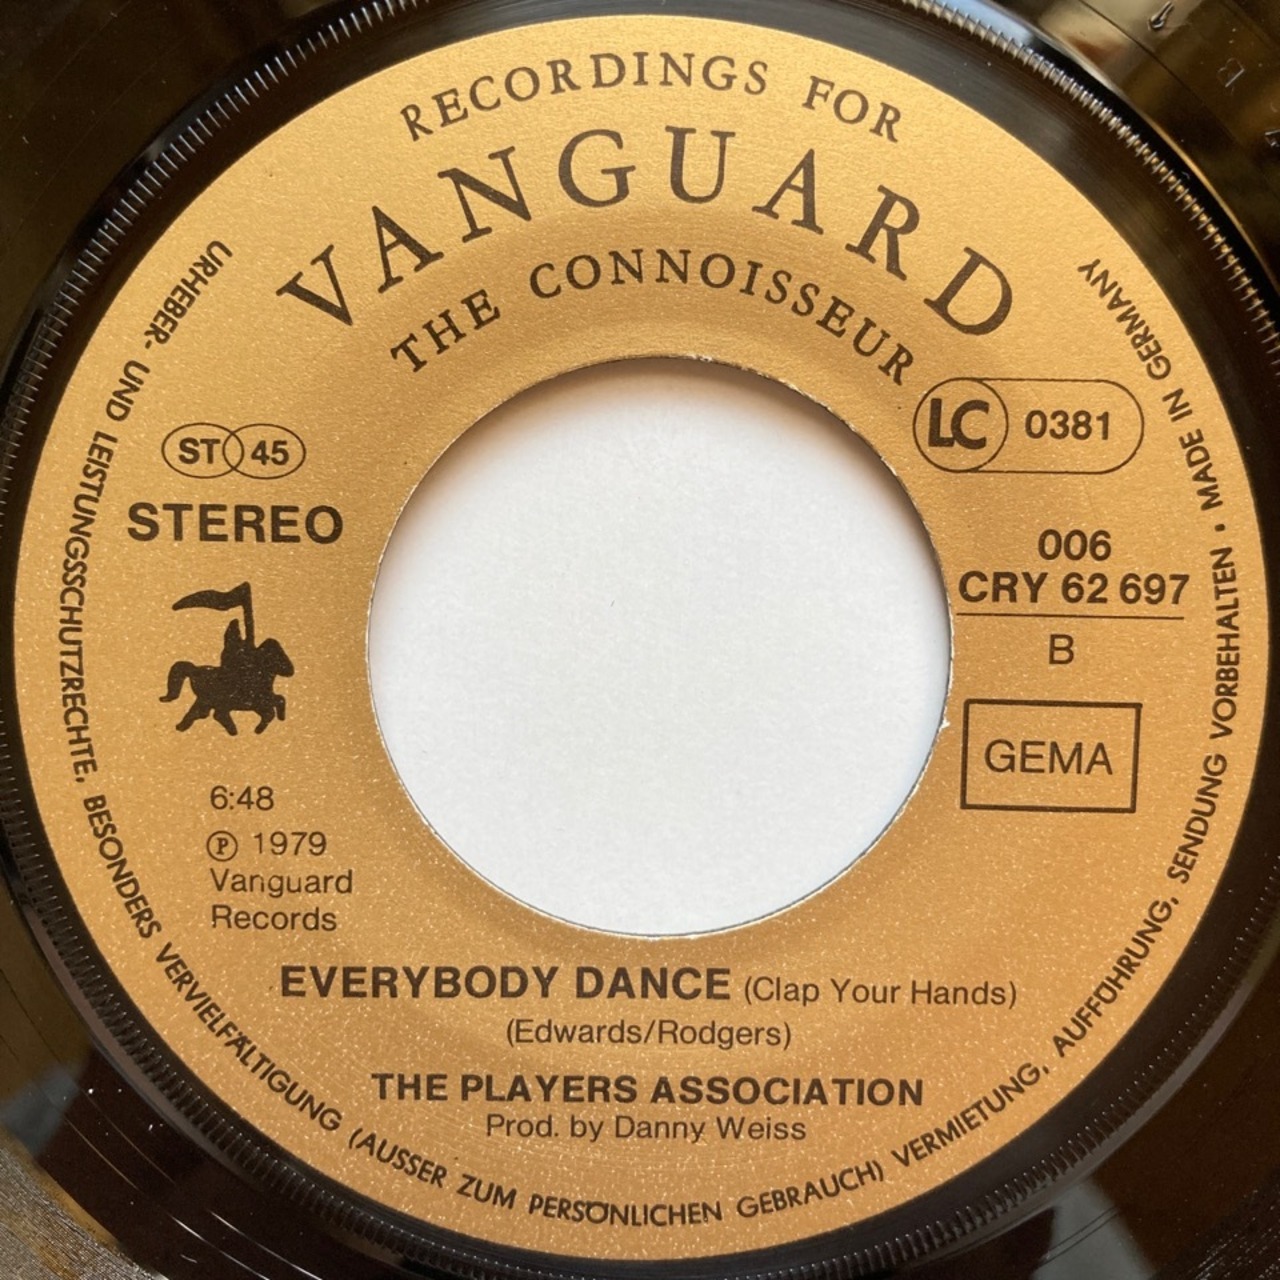 RECORDINGS FOR
VANGUARD
THE CONNOISSEUR
ST 45
STEREO
LC 0381
006
CRY 62 697
B
GEMA
6:48
Ⓟ 1979
Vanguard
Records
EVERYBODY DANCE (Clap Your Hands)
(Edwards/Rodgers)
THE PLAYERS ASSOCIATION
Prod. by Danny Weiss
URHEBER- UND LEISTUNGSSCHUTZRECHTE, BESONDERS VERVIELFÄLTIGUNG (AUSSER ZUM PERSÖNLICHEN GEBRAUCH) VERMIETUNG, AUFFÜHRUNG, SENDUNG VORBEHALTEN • MADE IN GERMANY